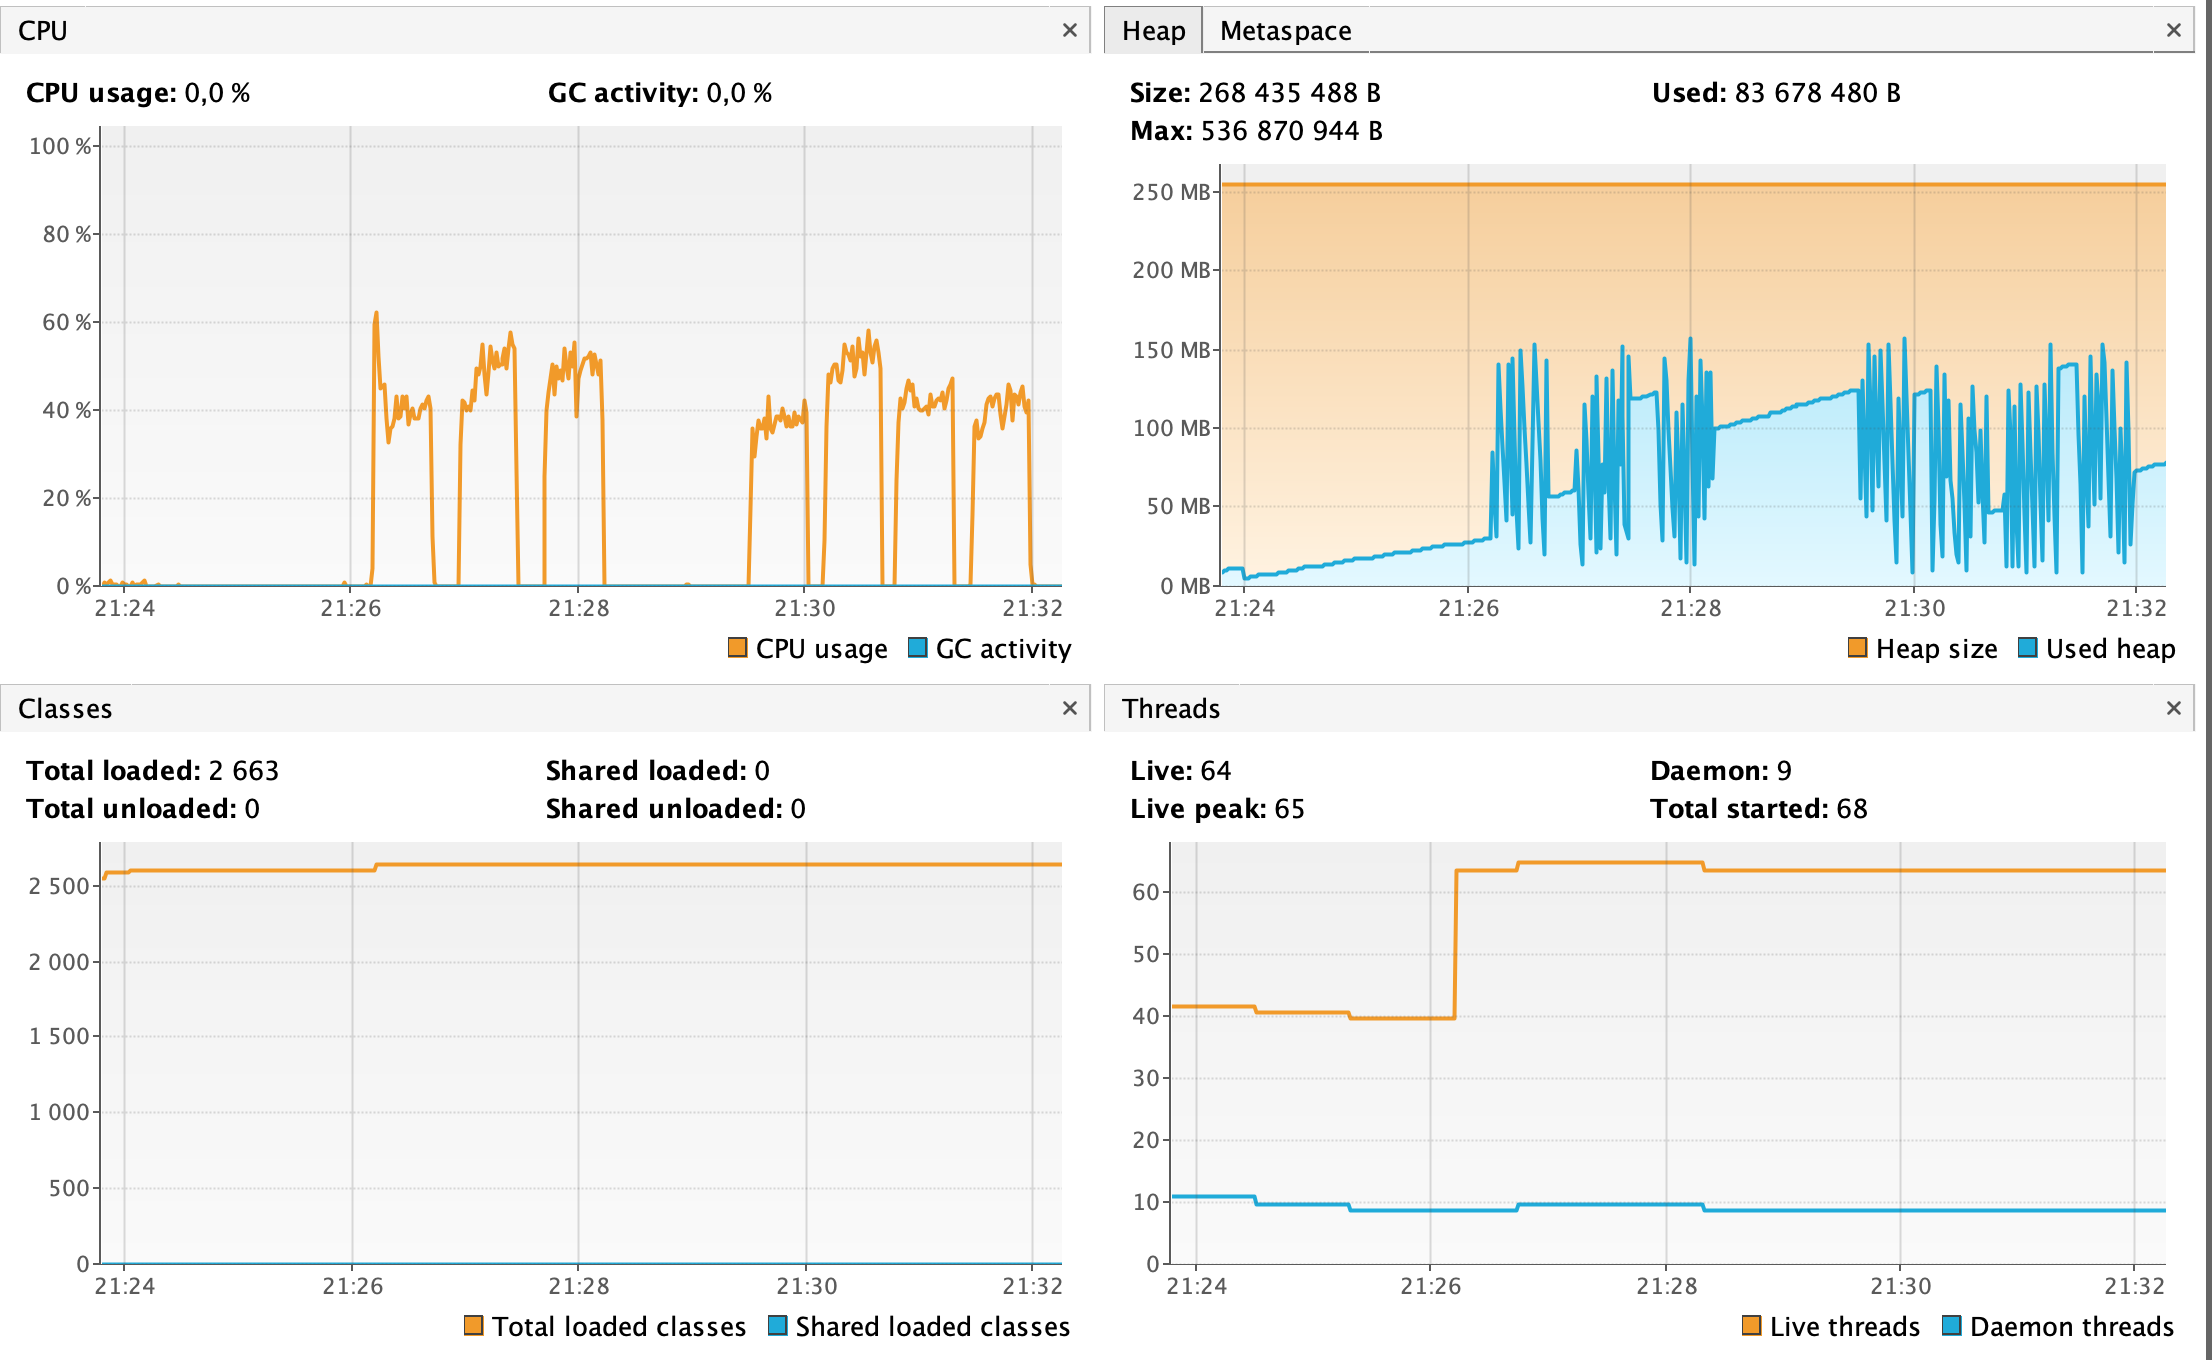 CPU ×
CPU usage: 0,0 % GC activity: 0,0 %
100 %
80 %
60 %
40 %
20 %
0 %
21:24 21:26 21:28 21:30 21:32
CPU usage GC activity
Heap Metaspace ×
Size: 268 435 488 B Used: 83 678 480 B
Max: 536 870 944 B
250 MB
200 MB
150 MB
100 MB
50 MB
0 MB
21:24 21:26 21:28 21:30 21:32
Heap size Used heap
Classes ×
Total loaded: 2 663 Shared loaded: 0
Total unloaded: 0 Shared unloaded: 0
2 500
2 000
1 500
1 000
500
0
21:24 21:26 21:28 21:30 21:32
Total loaded classes Shared loaded classes
Threads ×
Live: 64 Daemon: 9
Live peak: 65 Total started: 68
60
50
40
30
20
10
0
21:24 21:26 21:28 21:30 21:32
Live threads Daemon threads